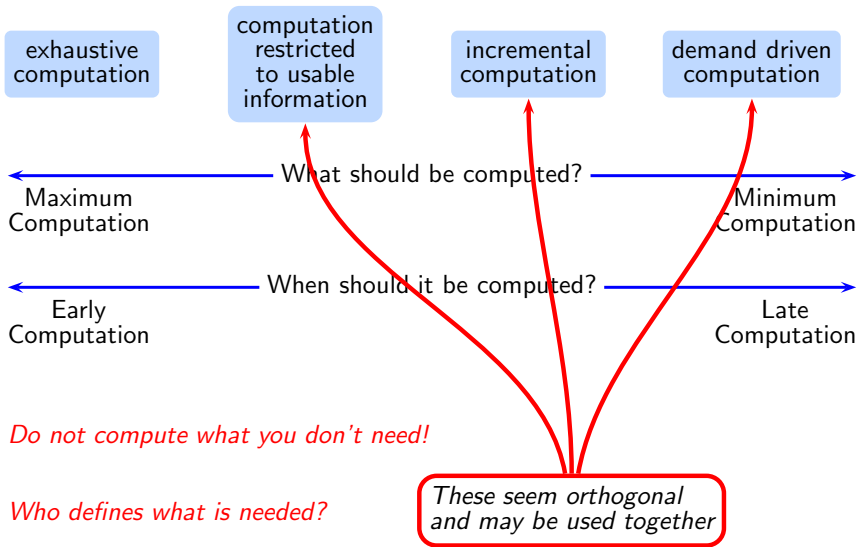 exhaustive
computation
computation
restricted
to usable
information
incremental
computation
demand driven
computation
What should be computed?
Maximum
Computation
Minimum
Computation
When should it be computed?
Early
Computation
Late
Computation
Do not compute what you don't need!
Who defines what is needed?
These seem orthogonal
and may be used together